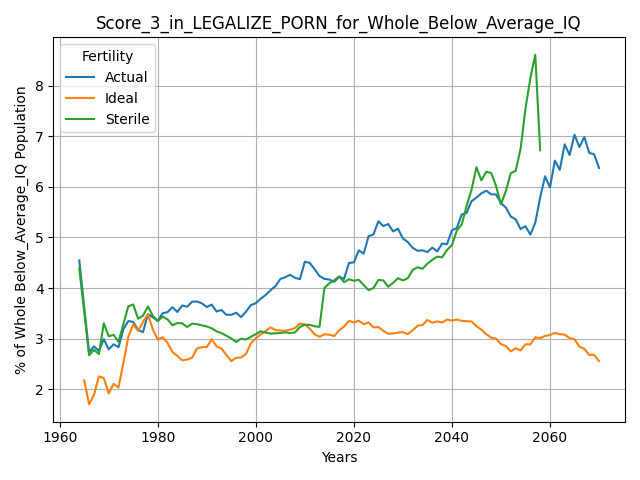 Score_3_in_LEGALIZE_PORN_for_Whole_Below_Average_IQ
Fertility
Actual
Ideal
Sterile
% of Whole Below_Average_IQ Population
8
7
6
5
4
3
2
1960
1980
2000
2020
2040
2060
Years